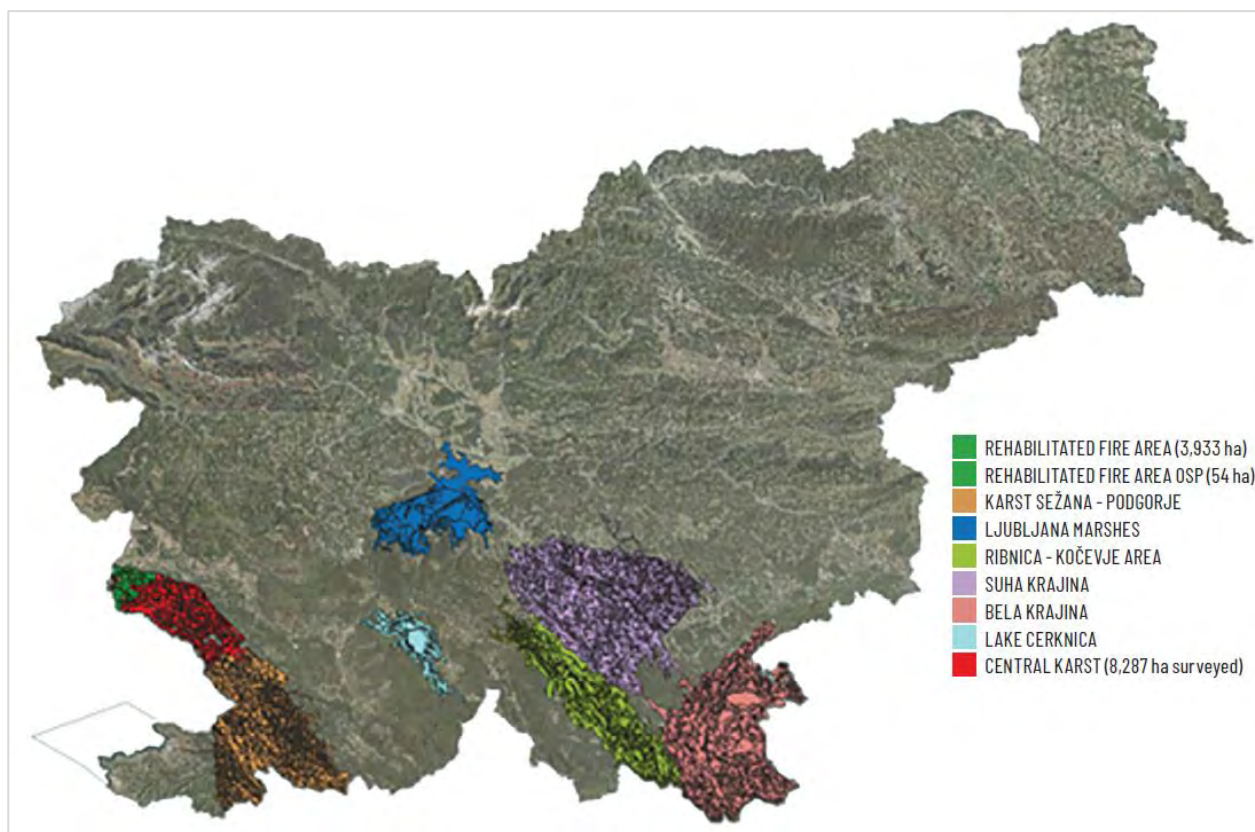 REHABILITATED FIRE AREA (3,933 ha)
REHABILITATED FIRE AREA OSP (54 ha)
KARST SEŽANA - PODGORJE
LJUBLJANA MARSHES
RIBNICA - KOČEVJE AREA
SUHA KRAJINA
BELA KRAJINA
LAKE CERKNICA
CENTRAL KARST (8,287 ha surveyed)